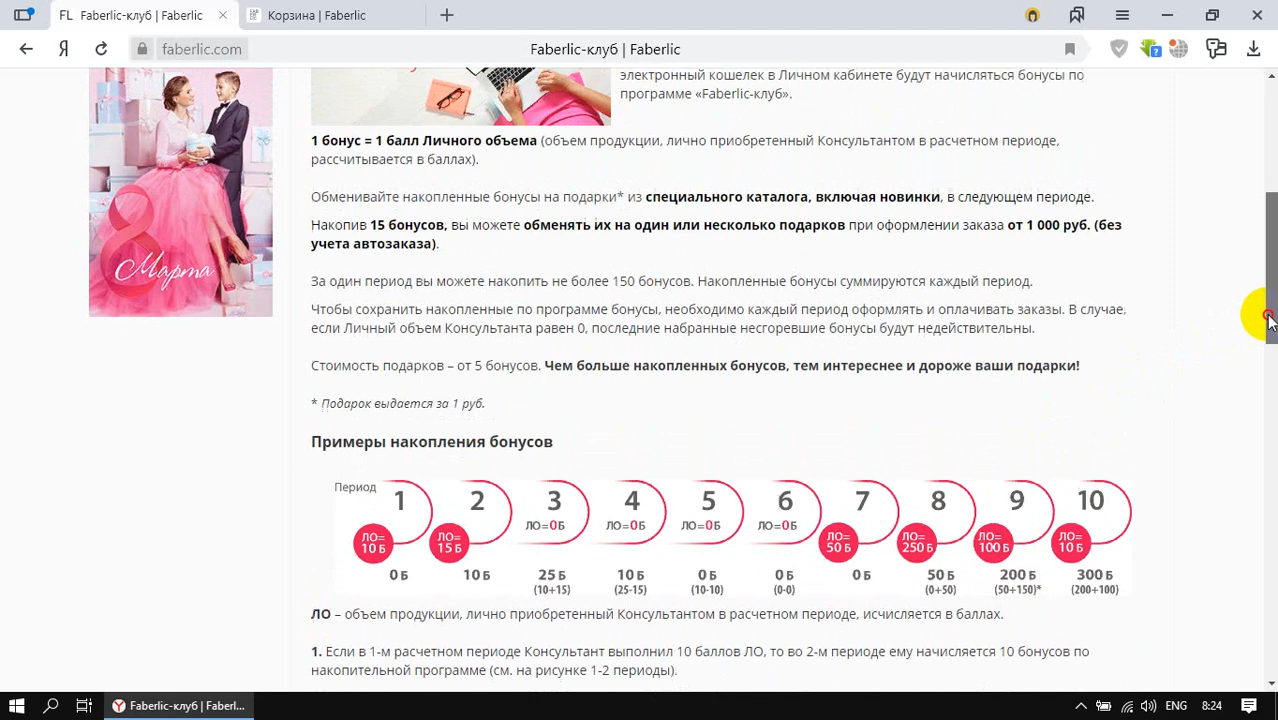 FL Faberlic-клуб | Faberlic
Корзина | Faberlic
faberlic.com
Faberlic-клуб | Faberlic
электронный кошелек в Личном кабинете будут начисляться бонусы по
программе «Faberlic-клуб».
8 Марта
1 бонус = 1 балл Личного объема (объем продукции, лично приобретенный Консультантом в расчетном периоде,
рассчитывается в баллах).
Обменивайте накопленные бонусы на подарки* из специального каталога, включая новинки, в следующем периоде.
Накопив 15 бонусов, вы можете обменять их на один или несколько подарков при оформлении заказа от 1 000 руб. (без
учета автозаказа).
За один период вы можете накопить не более 150 бонусов. Накопленные бонусы суммируются каждый период.
Чтобы сохранить накопленные по программе бонусы, необходимо каждый период оформлять и оплачивать заказы. В случае,
если Личный объем Консультанта равен 0, последние набранные несгоревшие бонусы будут недействительны.
Стоимость подарков – от 5 бонусов. Чем больше накопленных бонусов, тем интереснее и дороже ваши подарки!
* Подарок выдается за 1 руб.
Примеры накопления бонусов
Период 1 2 3 4 5 6 7 8 9 10
ЛО=0Б ЛО=0Б ЛО=0Б ЛО=0Б
ЛО= 10 Б ЛО= 15 Б ЛО= 50 Б ЛО= 250 Б ЛО= 100 Б ЛО= 10 Б
0 Б 10 Б 25 Б 10 Б 0 Б 0 Б 0 Б 50 Б 200 Б 300 Б
(10+15) (25-15) (10-10) (0-0) (0+50) (50+150)* (200+100)
ЛО – объем продукции, лично приобретенный Консультантом в расчетном периоде, исчисляется в баллах.
1. Если в 1-м расчетном периоде Консультант выполнил 10 баллов ЛО, то во 2-м периоде ему начисляется 10 бонусов по
накопительной программе (см. на рисунке 1-2 периоды).
Faberlic-клуб | Faberl...
ENG
8:24